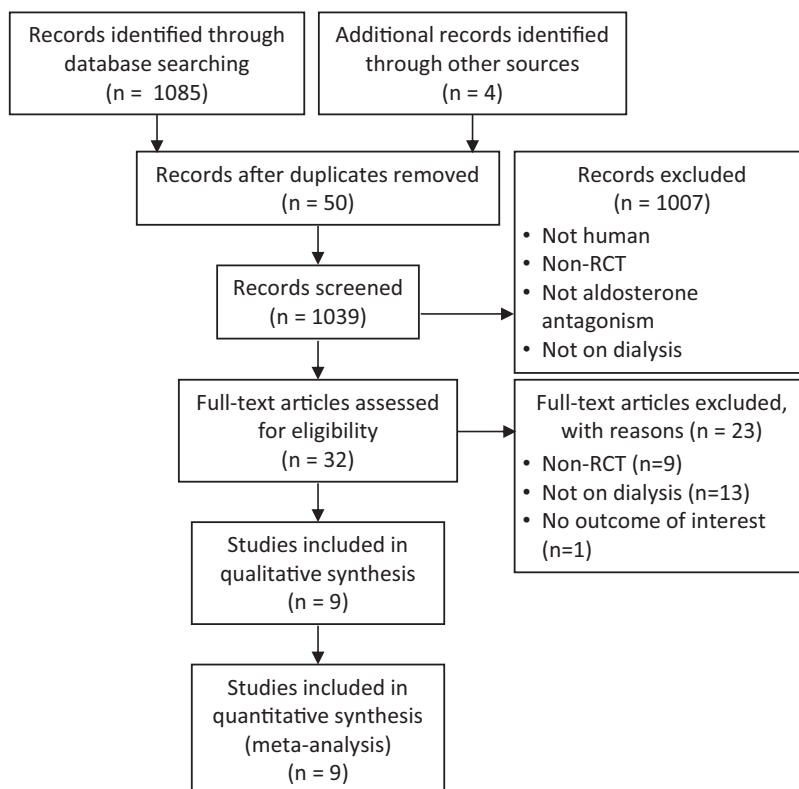 Records identified through
database searching
(n = 1085)
Additional records identified
through other sources
(n = 4)
Records after duplicates removed
(n = 50)
Records excluded
(n = 1007)
• Not human
• Non-RCT
• Not aldosterone
antagonism
• Not on dialysis
Records screened
(n = 1039)
Full-text articles assessed
for eligibility
(n = 32)
Full-text articles excluded,
with reasons (n = 23)
• Non-RCT (n=9)
• Not on dialysis (n=13)
• No outcome of interest
(n=1)
Studies included in
qualitative synthesis
(n = 9)
Studies included in
quantitative synthesis
(meta-analysis)
(n = 9)